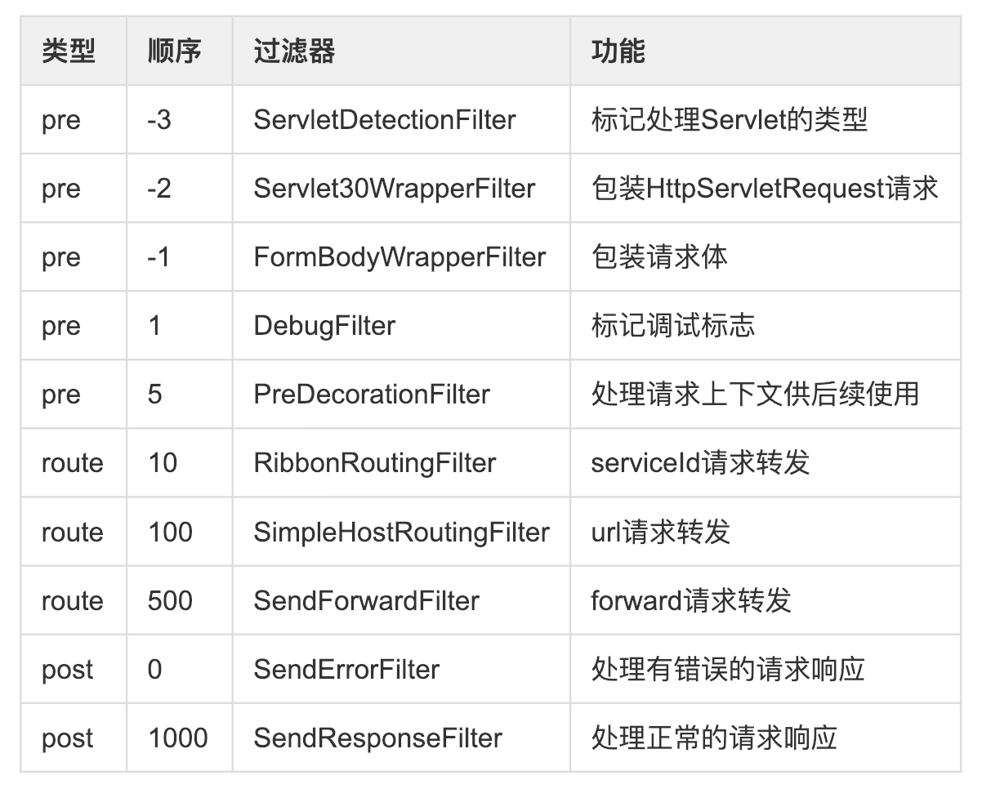 类型 顺序 过滤器 功能
pre -3 ServletDetectionFilter 标记处理Servlet的类型
pre -2 Servlet30WrapperFilter 包装HttpServletRequest请求
pre -1 FormBodyWrapperFilter 包装请求体
pre 1 DebugFilter 标记调试标志
pre 5 PreDecorationFilter 处理请求上下文供后续使用
route 10 RibbonRoutingFilter serviceId请求转发
route 100 SimpleHostRoutingFilter url请求转发
route 500 SendForwardFilter forward请求转发
post 0 SendErrorFilter 处理有错误的请求响应
post 1000 SendResponseFilter 处理正常的请求响应